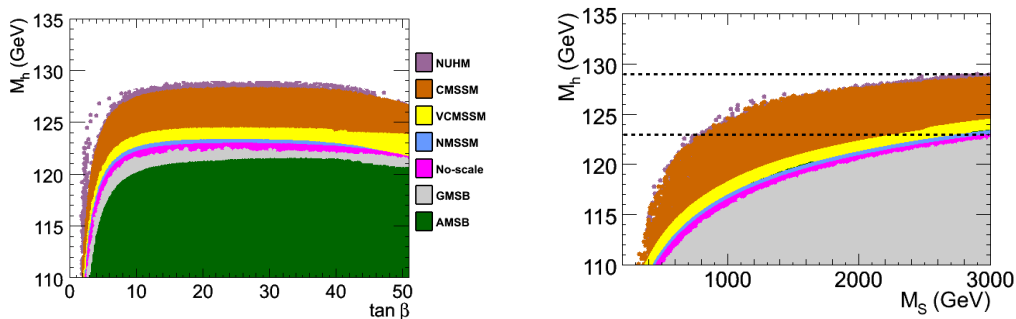 M_h (GeV)
135
130
125
120
115
110
0 10 20 30 40 50
tan β
NUHM
CMSSM
VCMSSM
NMSSM
No-scale
GMSB
AMSB
M_h (GeV)
135
130
125
120
115
110
1000 2000 3000
M_S (GeV)